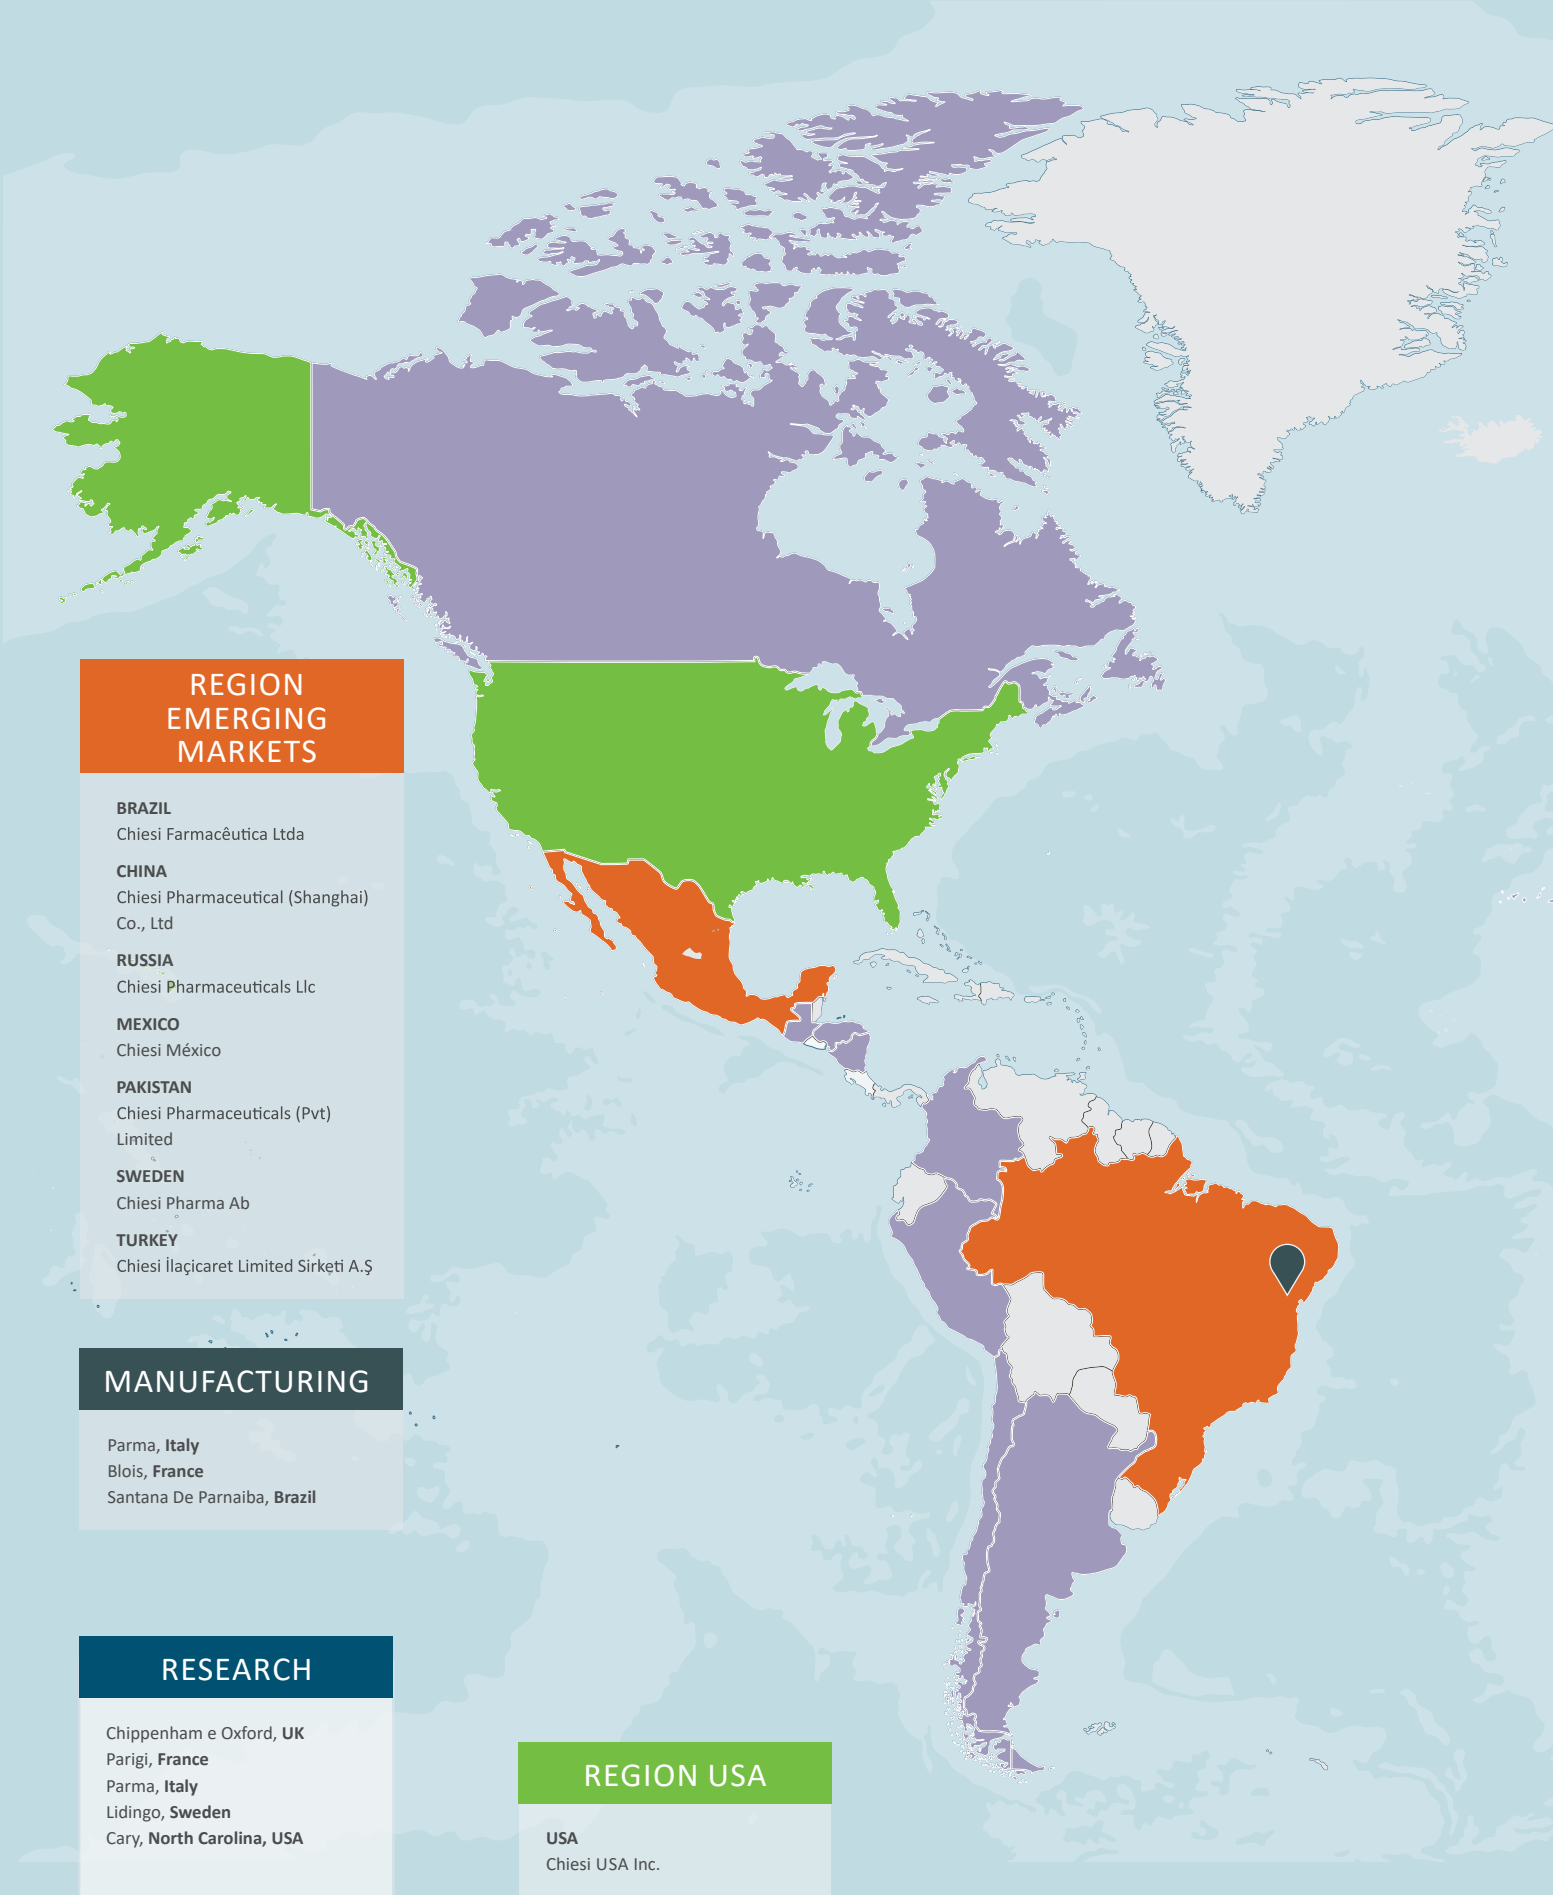 REGION
EMERGING
MARKETS
BRAZIL
Chiesi Farmacêutica Ltda
CHINA
Chiesi Pharmaceutical (Shanghai)
Co., Ltd
RUSSIA
Chiesi Pharmaceuticals Llc
MEXICO
Chiesi México
PAKISTAN
Chiesi Pharmaceuticals (Pvt)
Limited
SWEDEN
Chiesi Pharma Ab
TURKEY
Chiesi İlaçicaret Limited Sirketi A.Ş
MANUFACTURING
Parma, Italy
Blois, France
Santana De Parnaiba, Brazil
RESEARCH
Chippenham e Oxford, UK
Parigi, France
Parma, Italy
Lidingo, Sweden
Cary, North Carolina, USA
REGION USA
USA
Chiesi USA Inc.